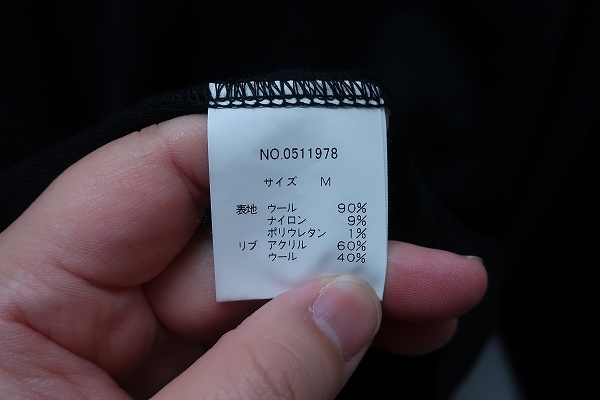 NO.0511978
サイズ M
表地 ウール 90%
ナイロン 9%
ポリウレタン 1%
リブ アクリル 60%
ウール 40%